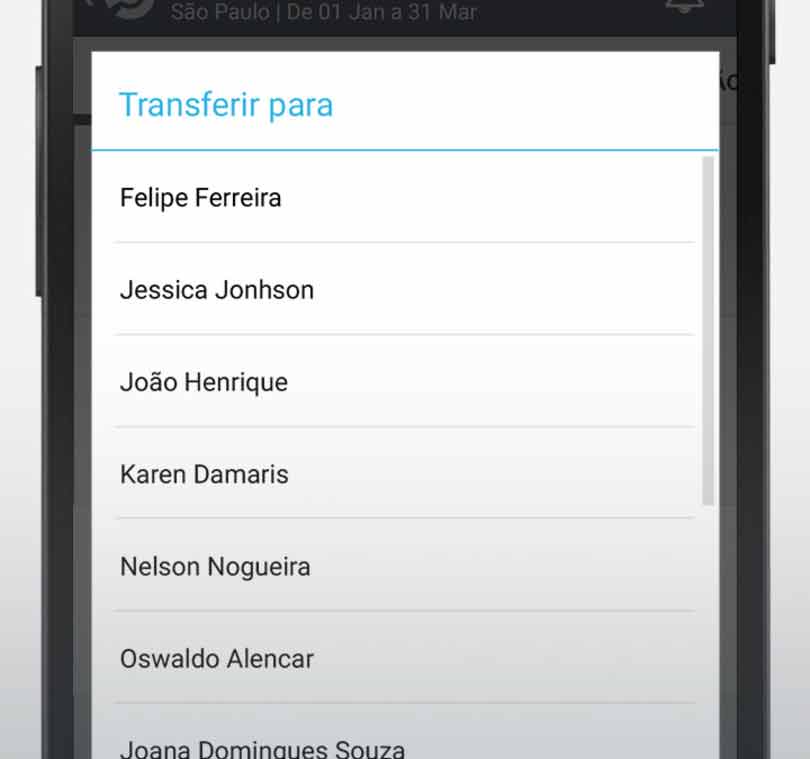 São Paulo | De 01 Jan a 31 Mar
Transferir para
Felipe Ferreira
Jessica Jonhson
João Henrique
Karen Damaris
Nelson Nogueira
Oswaldo Alencar
Joana Domingues Souza